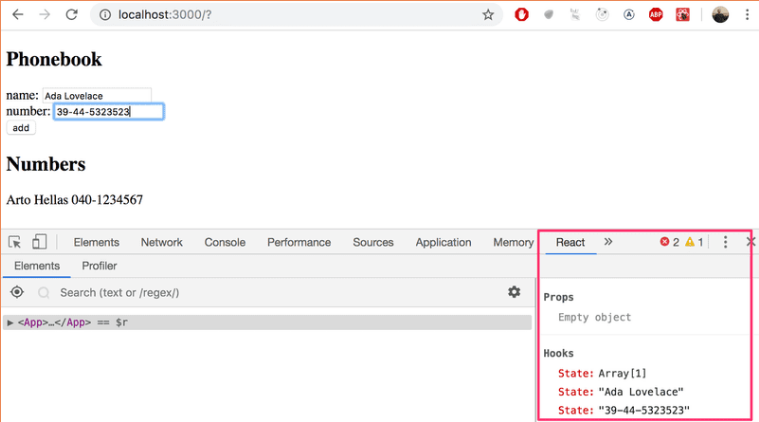 localhost:3000/?
ABP
Phonebook
name: Ada Lovelace
number: 39-44-5323523
add
Numbers
Arto Hellas 040-1234567
Elements Network Console Performance Sources Application Memory React » 2 1
Elements Profiler
Search (text or /regex/)
▶ <App>…</App> == $r
Props
Empty object
Hooks
State: Array[1]
State: "Ada Lovelace"
State: "39-44-5323523"